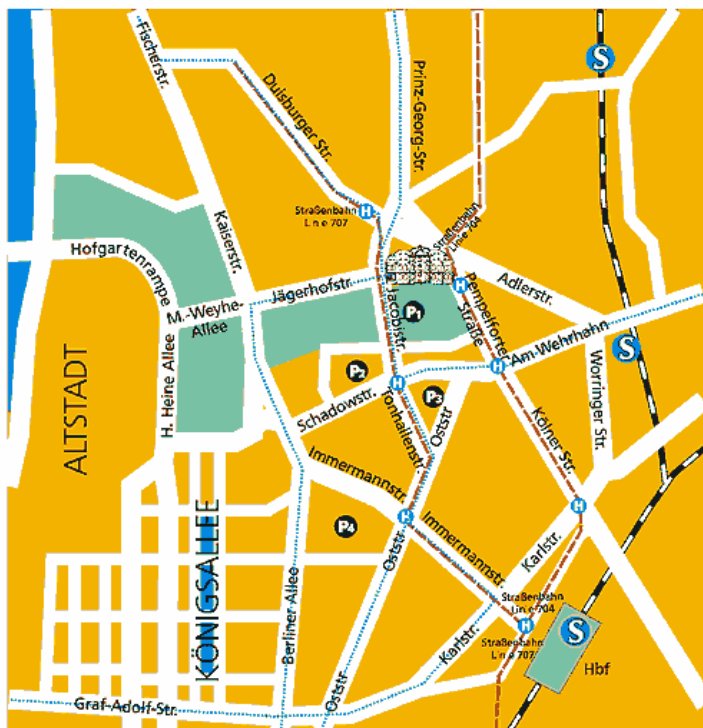 Fischerstr.
S
Duisburger Str.
Prinz-Georg-Str.
Straßenbahn
Linie 707
H
Straßenbahn
Linie 704
Kaiserstr.
Hofgartenrampe
Jägerhofstr.
M.-Weyhe-
Allee
Jacobistr.
P1
H
Pempelforter
Straße
Adlerstr.
S
Am Wehrhahn
H
Worringer Str.
ALTSTADT
H. Heine Allee
P2
H
P3
Schadowstr.
Tonhallenstr.
Oststr
Kölner Str.
Immermannstr.
P4
H
Oststr.
Immermannstr.
H
Karlstr.
KÖNIGSALLEE
Berliner Allee
Straßenbahn
Linie 704
H
S
Straßenbahn
Linie 707
Karlstr.
Hbf
Oststr.
Graf-Adolf-Str.